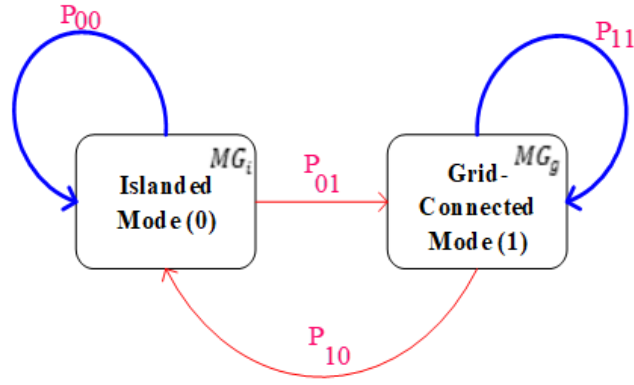 P00
P11
MGi
Islanded
Mode (0)
P01
MGg
Grid-
Connected
Mode (1)
P10